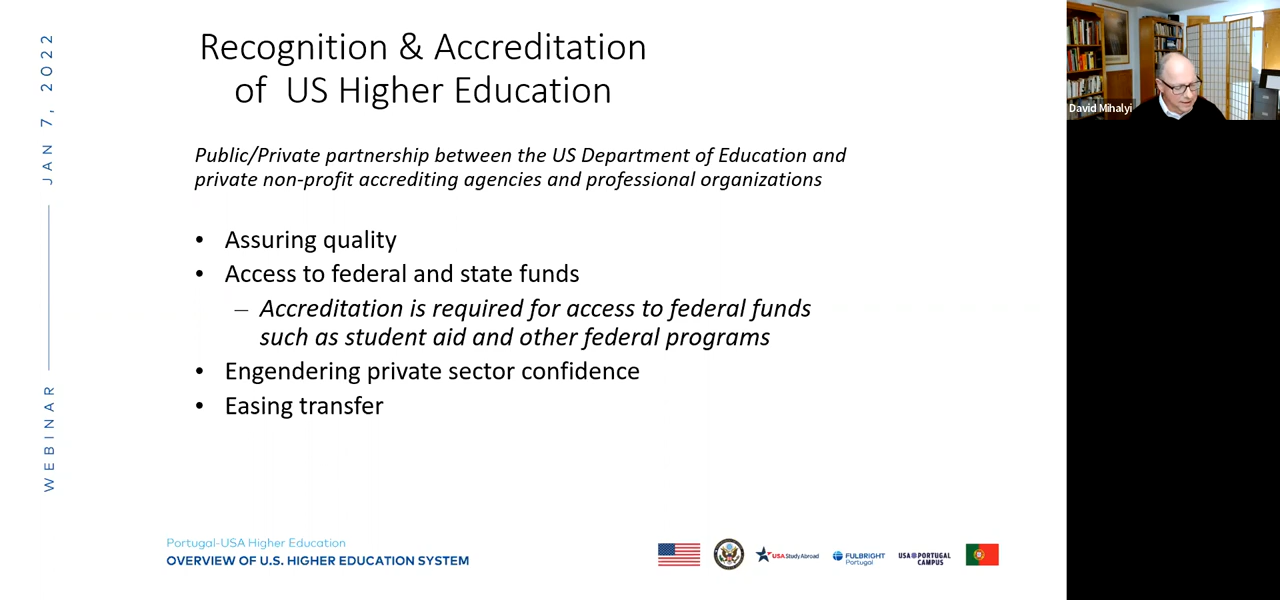 JAN 7, 2022
WEBINAR
Recognition & Accreditation
of US Higher Education
Public/Private partnership between the US Department of Education and
private non-profit accrediting agencies and professional organizations
• Assuring quality
• Access to federal and state funds
– Accreditation is required for access to federal funds
such as student aid and other federal programs
• Engendering private sector confidence
• Easing transfer
Portugal-USA Higher Education
OVERVIEW OF U.S. HIGHER EDUCATION SYSTEM
USA Study Abroad
FULBRIGHT
Portugal
USA PORTUGAL
CAMPUS
David Mihalyi